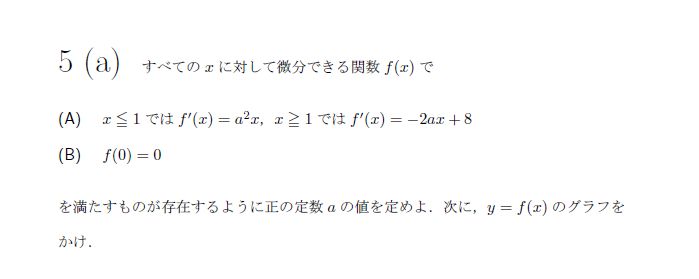 5 (a) すべての x に対して微分できる関数 f(x) で
(A) x ≦ 1 では f′(x) = a²x, x ≧ 1 では f′(x) = −2ax + 8
(B) f(0) = 0
を満たすものが存在するように正の定数 a の値を定めよ. 次に, y = f(x) のグラフを
かけ.